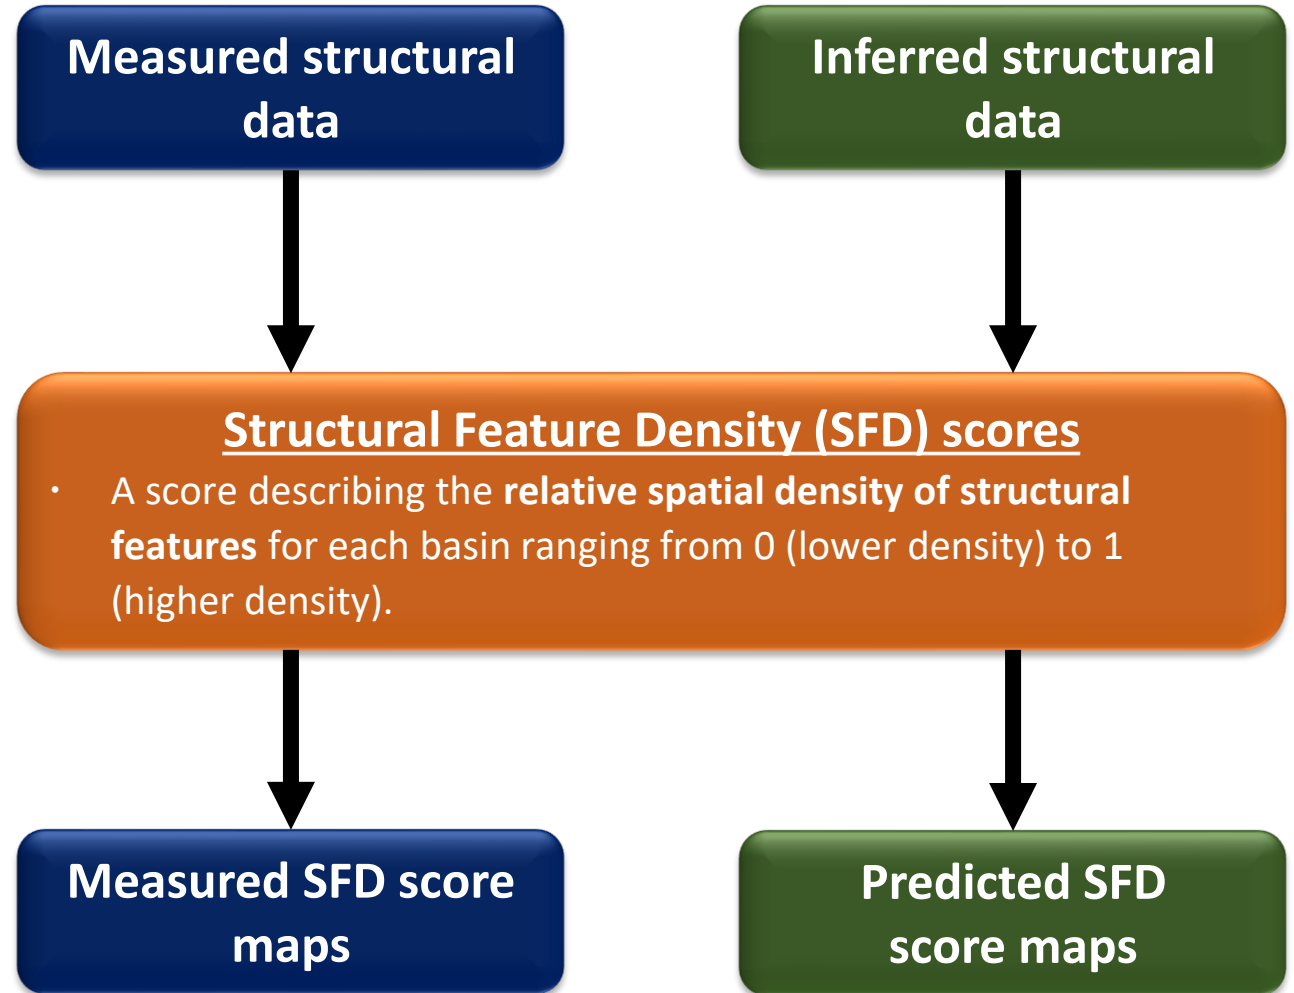 Measured structural
data
Inferred structural
data
Structural Feature Density (SFD) scores
· A score describing the relative spatial density of structural
features for each basin ranging from 0 (lower density) to 1
(higher density).
Measured SFD score
maps
Predicted SFD
score maps